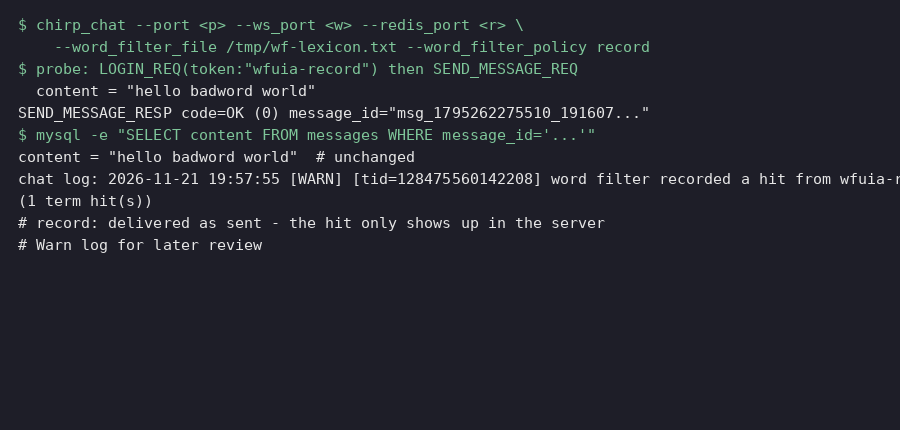 $ chirp_chat --port <p> --ws_port <w> --redis_port <r> \
    --word_filter_file /tmp/wf-lexicon.txt --word_filter_policy record
$ probe: LOGIN_REQ(token:"wfuia-record") then SEND_MESSAGE_REQ
  content = "hello badword world"
SEND_MESSAGE_RESP code=OK (0) message_id="msg_1795262275510_191607..."
$ mysql -e "SELECT content FROM messages WHERE message_id='...'"
content = "hello badword world"  # unchanged
chat log: 2026-11-21 19:57:55 [WARN] [tid=128475560142208] word filter recorded a hit from wfuia-r
(1 term hit(s))
# record: delivered as sent - the hit only shows up in the server
# Warn log for later review